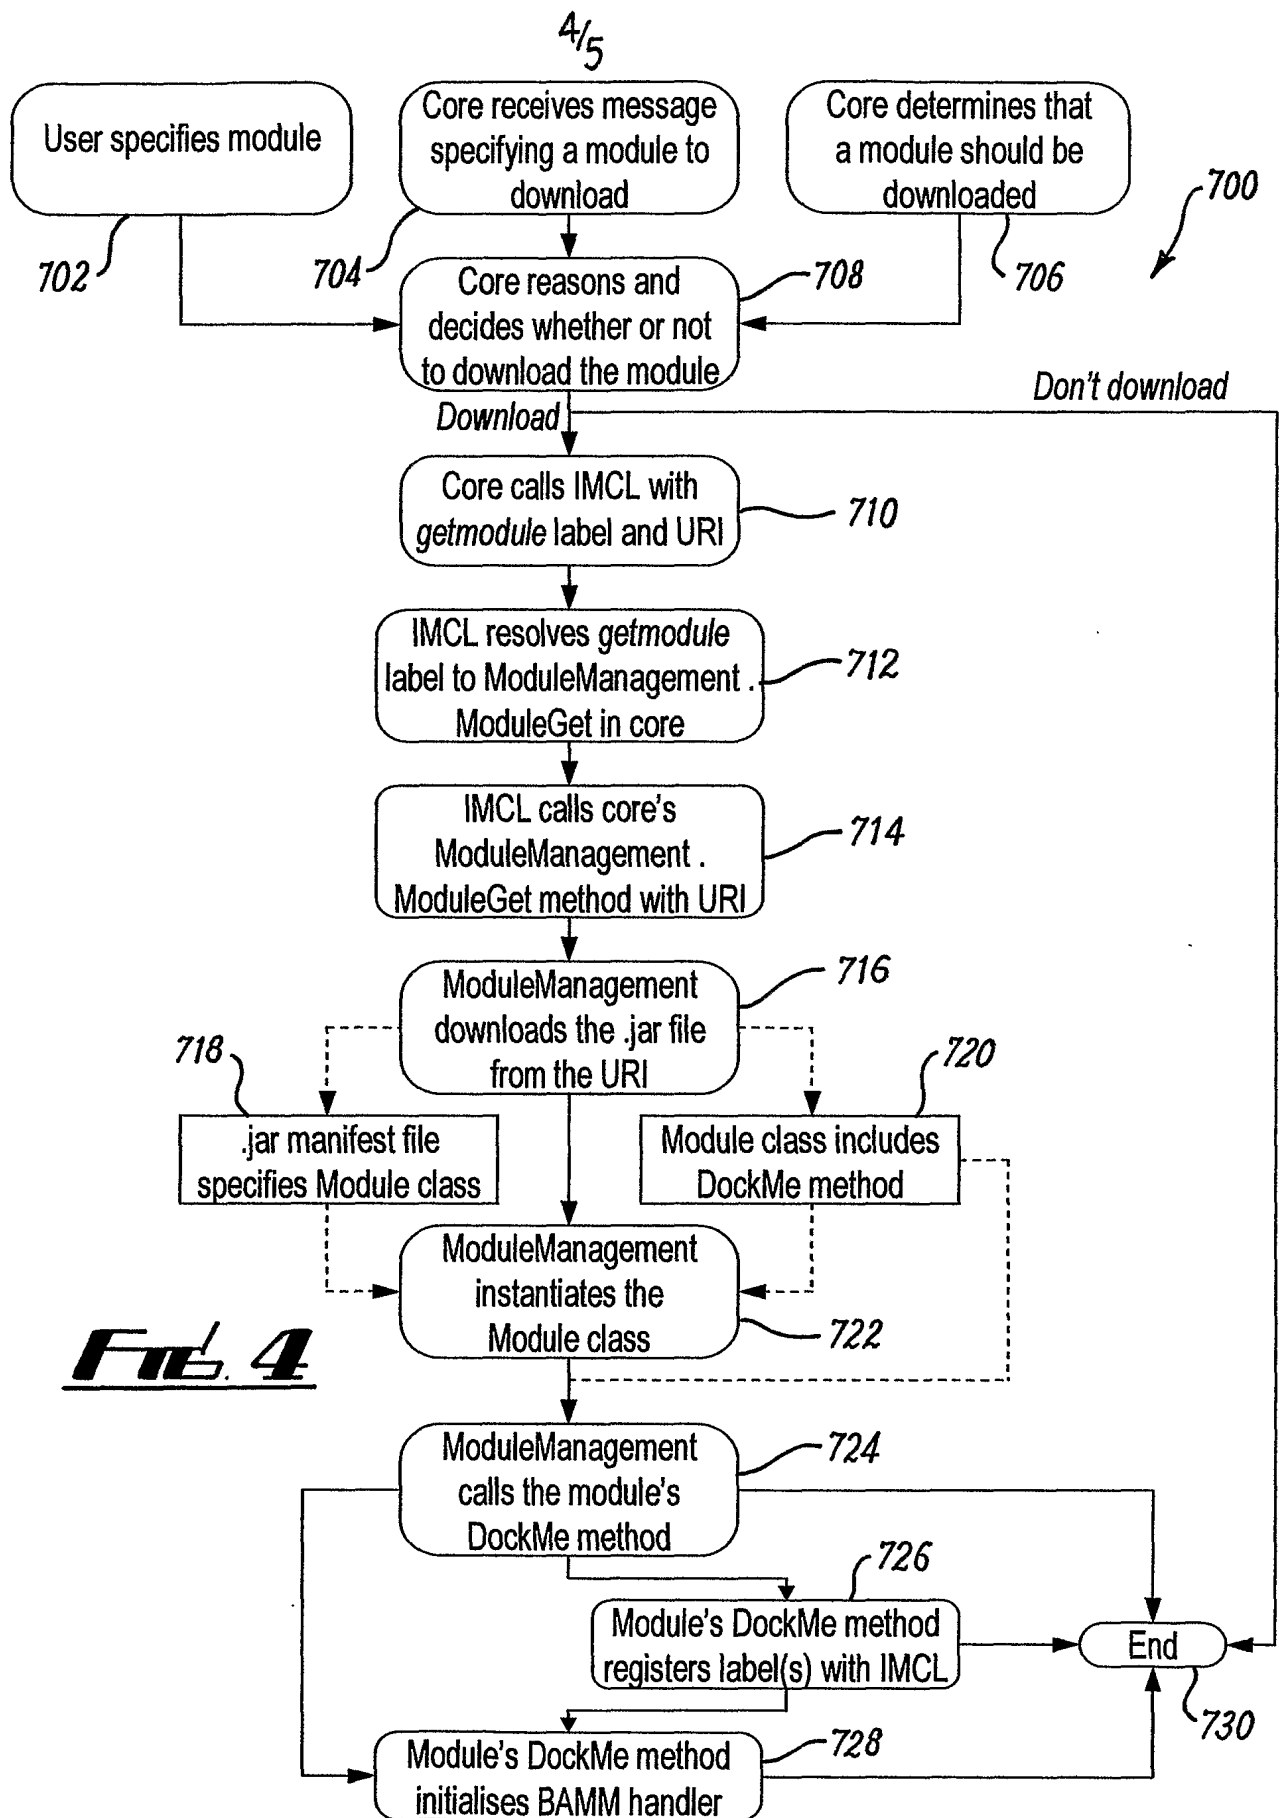 4/5
User specifies module
Core receives message
specifying a module to
download
Core determines that
a module should be
downloaded
700
702
704
706
708
Core reasons and
decides whether or not
to download the module
Don't download
Download
Core calls IMCL with
getmodule label and URI
710
IMCL resolves getmodule
label to ModuleManagement .
ModuleGet in core
712
IMCL calls core's
ModuleManagement .
ModuleGet method with URI
714
ModuleManagement
downloads the .jar file
from the URI
716
718
720
.jar manifest file
specifies Module class
Module class includes
DockMe method
ModuleManagement
instantiates the
Module class
722
FIG. 4
ModuleManagement
calls the module's
DockMe method
724
726
Module's DockMe method
registers label(s) with IMCL
End
730
Module's DockMe method
initialises BAMM handler
728